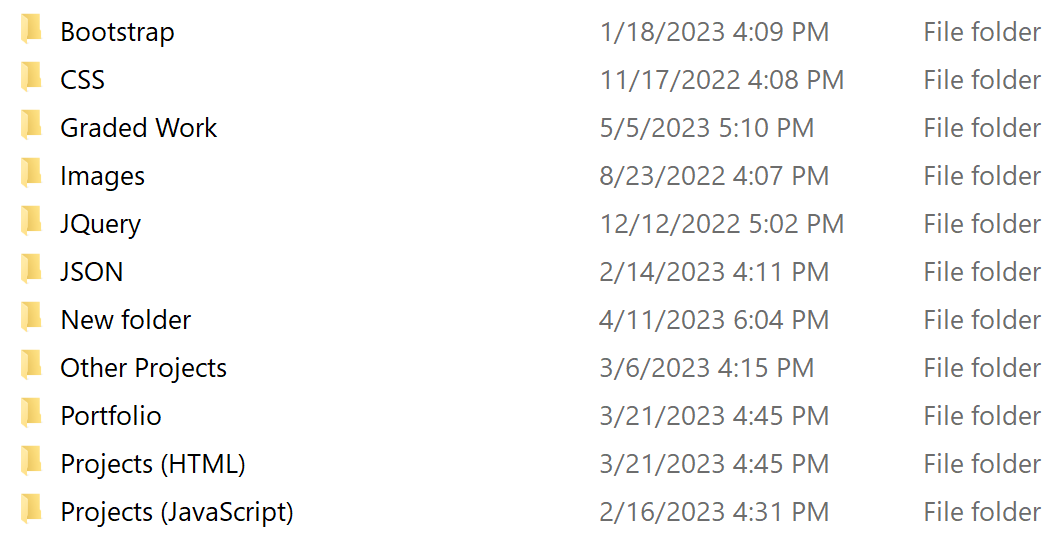 Bootstrap 1/18/2023 4:09 PM File folder
CSS 11/17/2022 4:08 PM File folder
Graded Work 5/5/2023 5:10 PM File folder
Images 8/23/2022 4:07 PM File folder
JQuery 12/12/2022 5:02 PM File folder
JSON 2/14/2023 4:11 PM File folder
New folder 4/11/2023 6:04 PM File folder
Other Projects 3/6/2023 4:15 PM File folder
Portfolio 3/21/2023 4:45 PM File folder
Projects (HTML) 3/21/2023 4:45 PM File folder
Projects (JavaScript) 2/16/2023 4:31 PM File folder